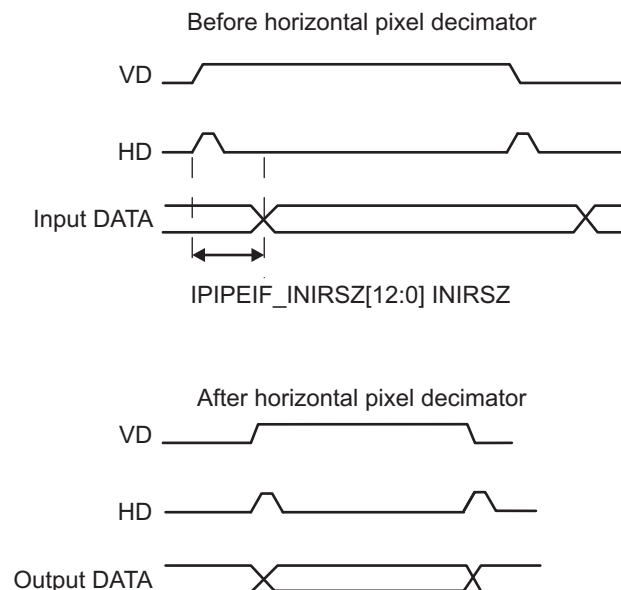 Before horizontal pixel decimator
VD
HD
Input DATA
IPIPEIF_INIRSZ[12:0] INIRSZ
After horizontal pixel decimator
VD
HD
Output DATA